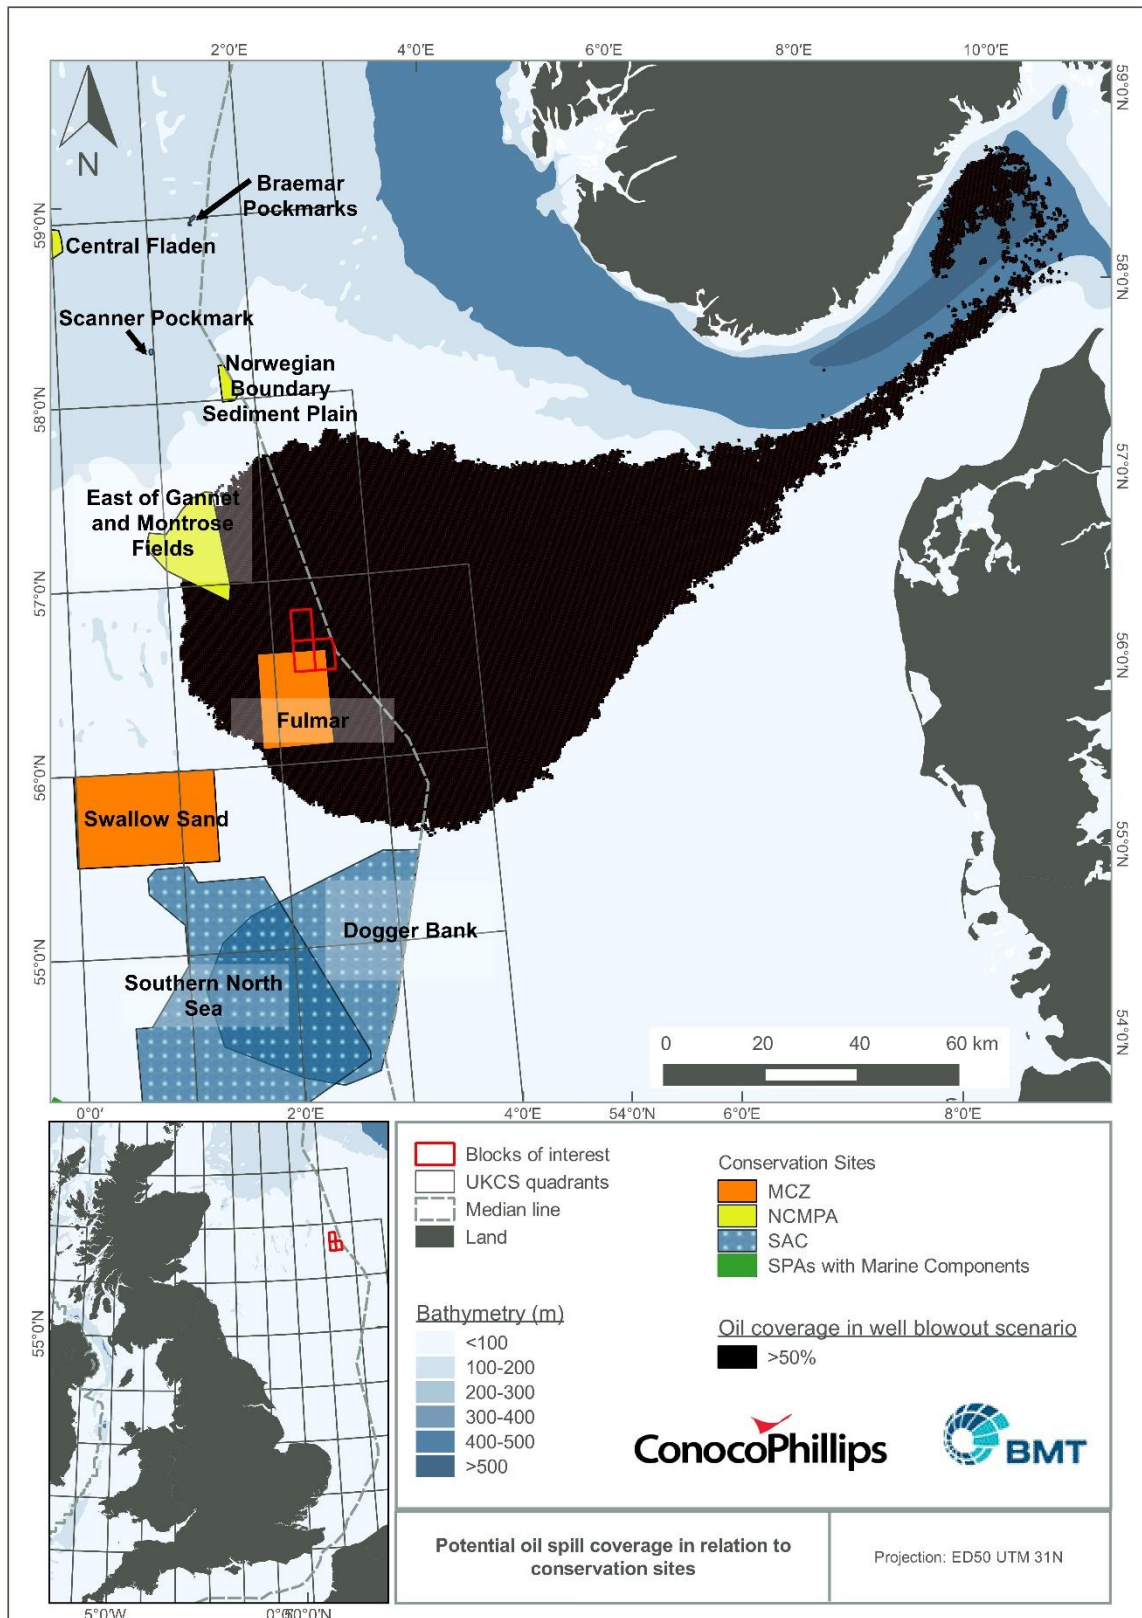 2°0'E
4°0'E
6°0'E
8°0'E
10°0'E
59°0'N
58°0'N
57°0'N
56°0'N
55°0'N
54°0'N
59°0'N
58°0'N
57°0'N
56°0'N
55°0'N
N
Braemar
Pockmarks
Central Fladen
Scanner Pockmark
Norwegian
Boundary
Sediment Plain
East of Gannet
and Montrose
Fields
Fulmar
Swallow Sand
Dogger Bank
Southern North
Sea
0 20 40 60 km
0°0'
2°0'E
4°0'E
54°0'N
6°0'E
8°0'E
55°0'N
5°0'W
Blocks of interest
UKCS quadrants
Median line
Land
Bathymetry (m)
<100
100-200
200-300
300-400
400-500
>500
Conservation Sites
MCZ
NCMPA
SAC
SPAs with Marine Components
Oil coverage in well blowout scenario
>50%
ConocoPhillips
BMT
Potential oil spill coverage in relation to
conservation sites
Projection: ED50 UTM 31N